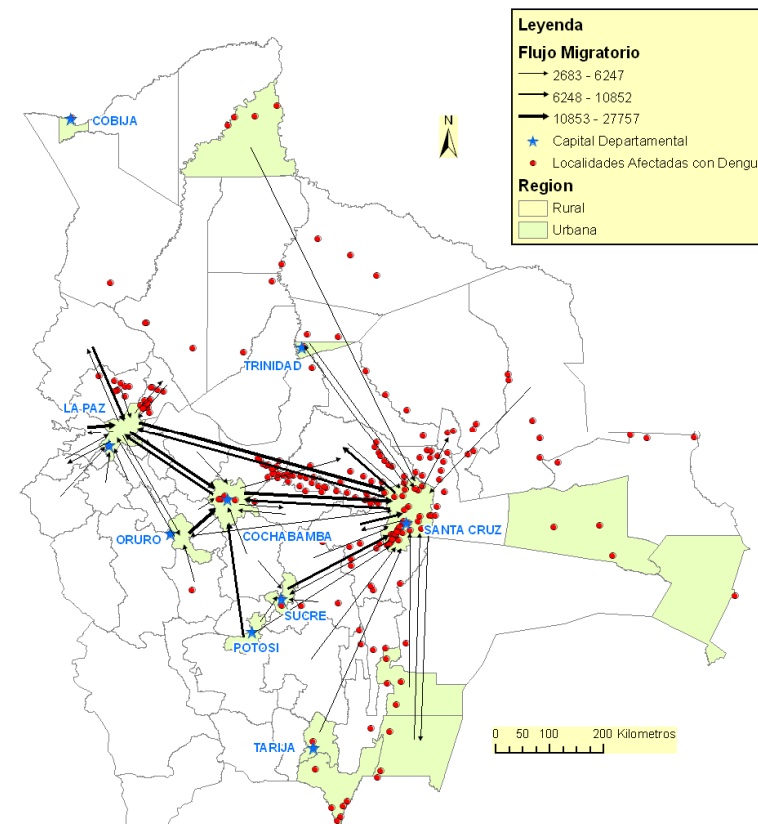 Leyenda
Flujo Migratorio
2683 - 6247
6248 - 10852
10853 - 27757
Capital Departamental
Localidades Afectadas con Dengu
Region
Rural
Urbana
N
COBIJA
TRINIDAD
LA PAZ
ORURO
COCHABAMBA
SANTA CRUZ
SUCRE
POTOSI
TARIJA
0 50 100 200 Kilometros